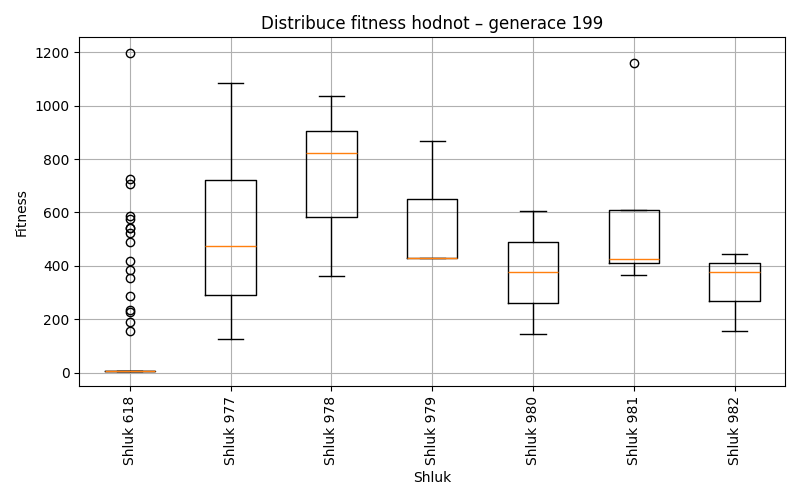 Distribuce fitness hodnot – generace 199
Fitness
1200
1000
800
600
400
200
0
Shluk 618
Shluk 977
Shluk 978
Shluk 979
Shluk 980
Shluk 981
Shluk 982
Shluk